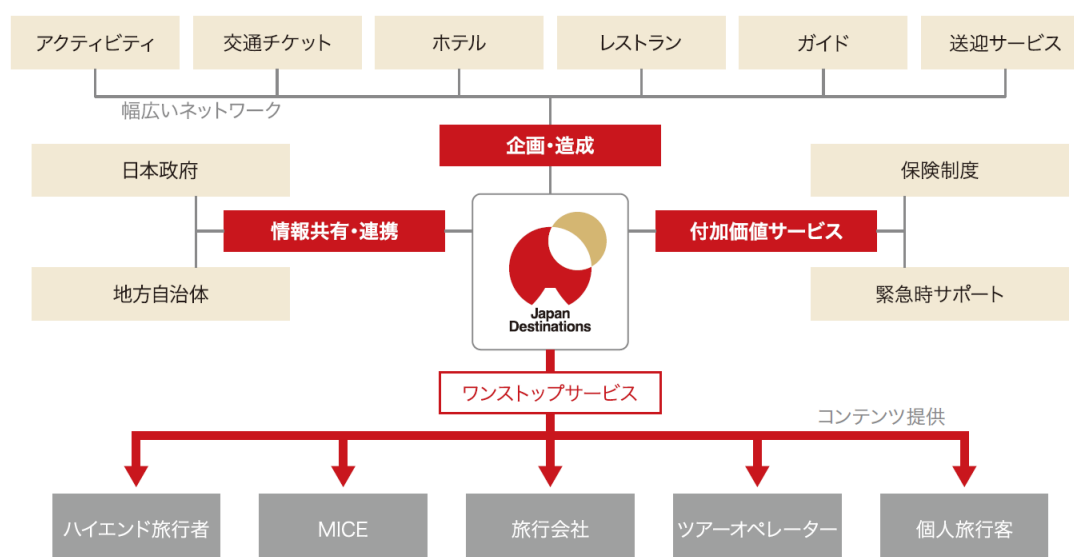 アクティビティ
交通チケット
ホテル
レストラン
ガイド
送迎サービス
幅広いネットワーク
企画・造成
日本政府
保険制度
情報共有・連携
付加価値サービス
地方自治体
緊急時サポート
Japan
Destinations
ワンストップサービス
コンテンツ提供
ハイエンド旅行者
MICE
旅行会社
ツアーオペレーター
個人旅行客